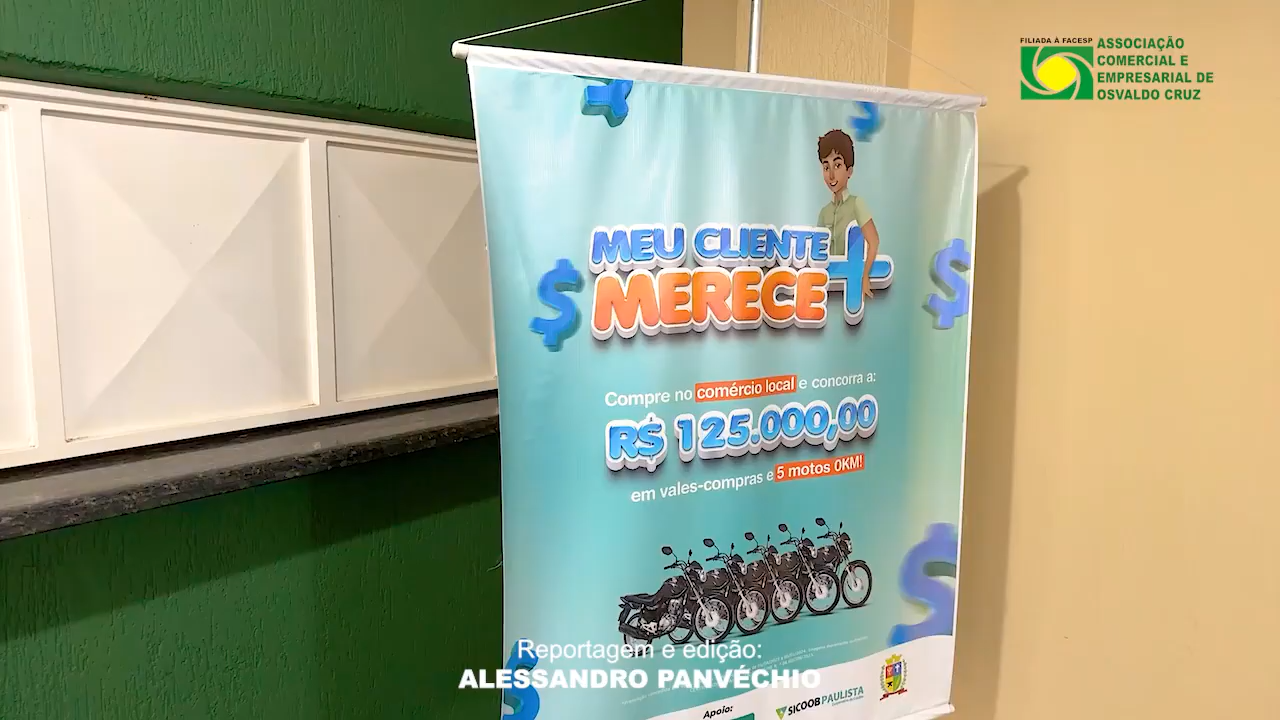 FILIADA À FACESP
ASSOCIAÇÃO
COMERCIAL E
EMPRESARIAL DE
OSVALDO CRUZ
MEU CLIENTE
MERECE+
Compre no comércio local e concorra a:
R$ 125.000,00
em vales-compras e 5 motos 0KM!
Reportagem e edição:
ALESSANDRO PANVÉCHIO
Apoio:
SICOOB PAULISTA